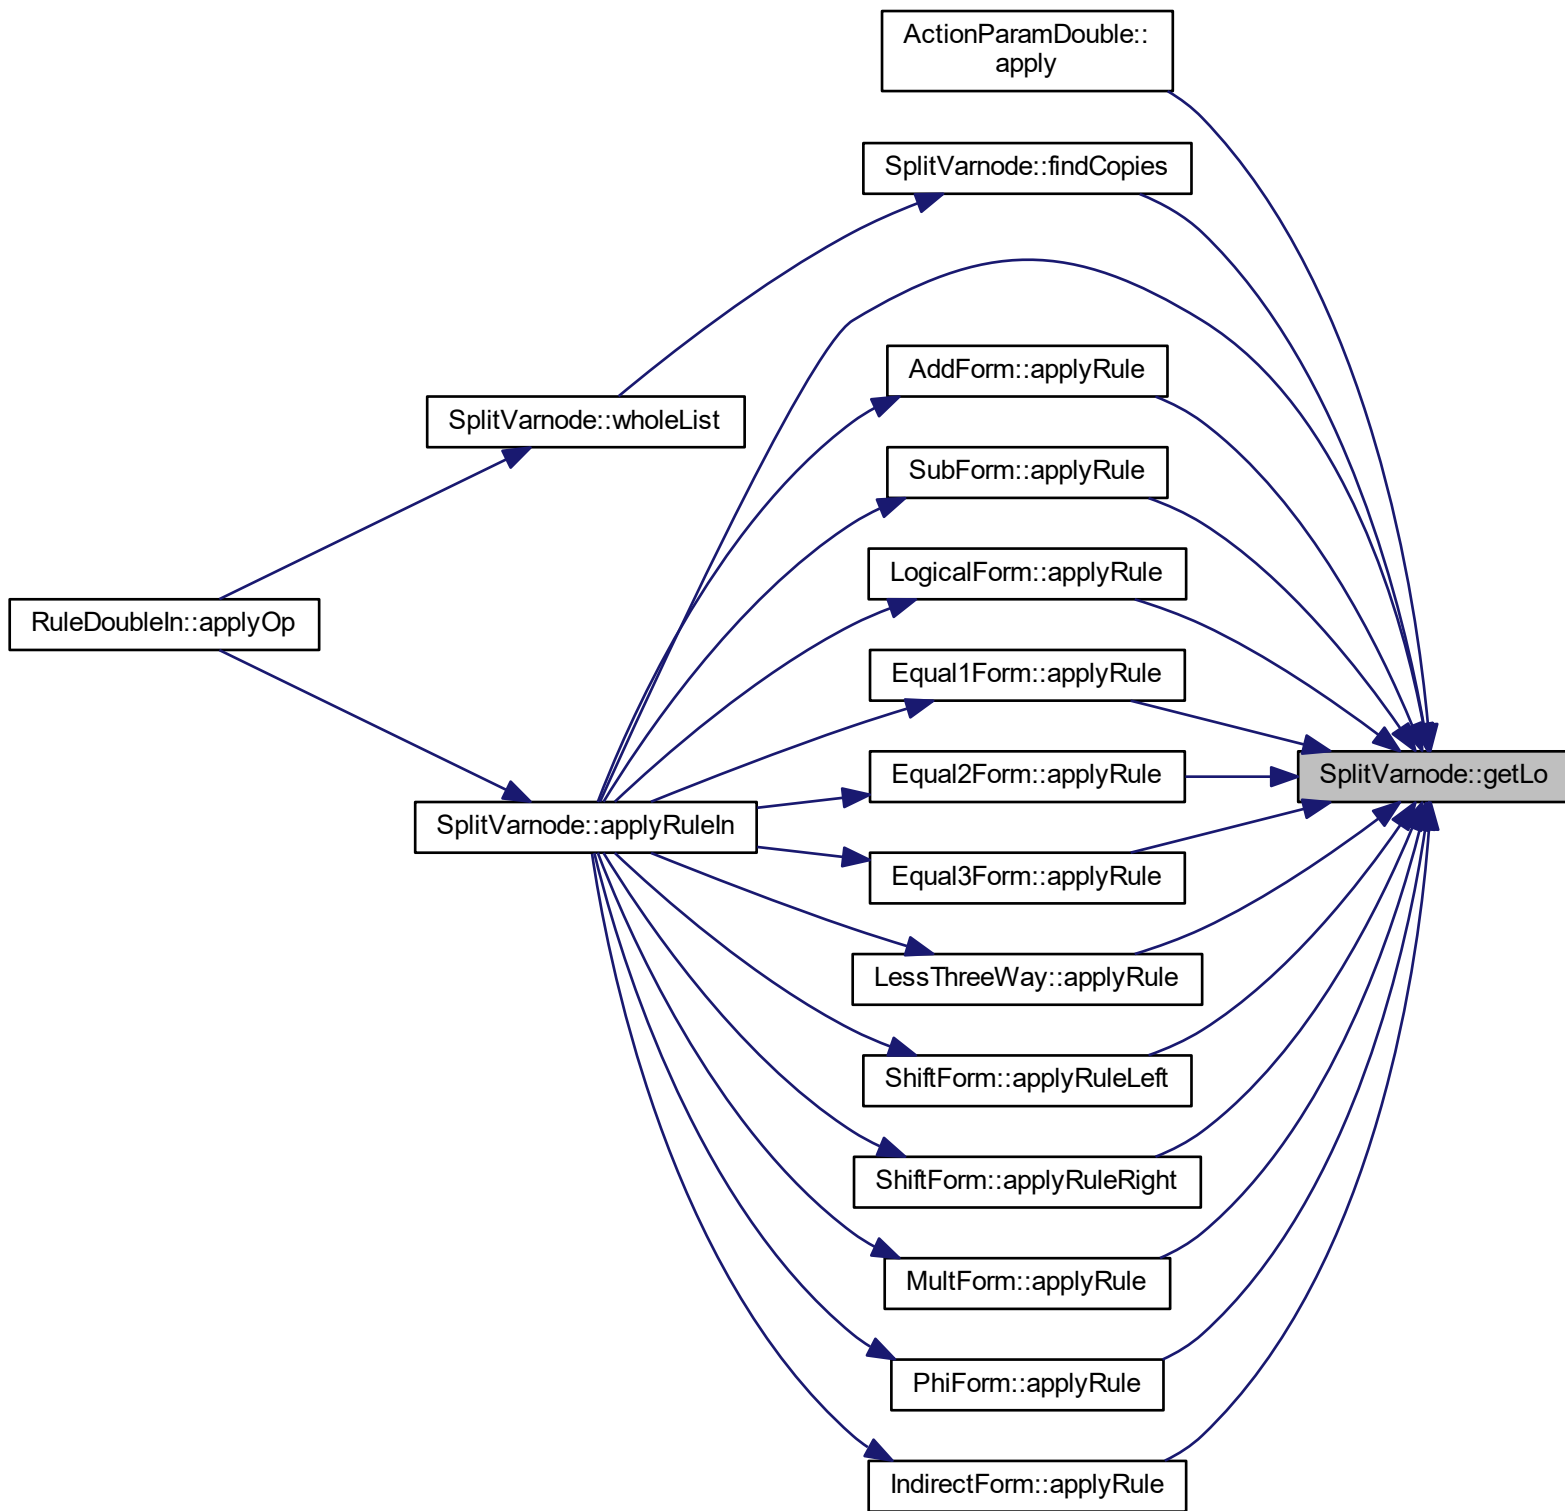 ActionParamDouble::
apply
SplitVarnode::findCopies
AddForm::applyRule
SplitVarnode::wholeList
SubForm::applyRule
LogicalForm::applyRule
RuleDoubleIn::applyOp
Equal1Form::applyRule
Equal2Form::applyRule
SplitVarnode::getLo
SplitVarnode::applyRuleIn
Equal3Form::applyRule
LessThreeWay::applyRule
ShiftForm::applyRuleLeft
ShiftForm::applyRuleRight
MultForm::applyRule
PhiForm::applyRule
IndirectForm::applyRule